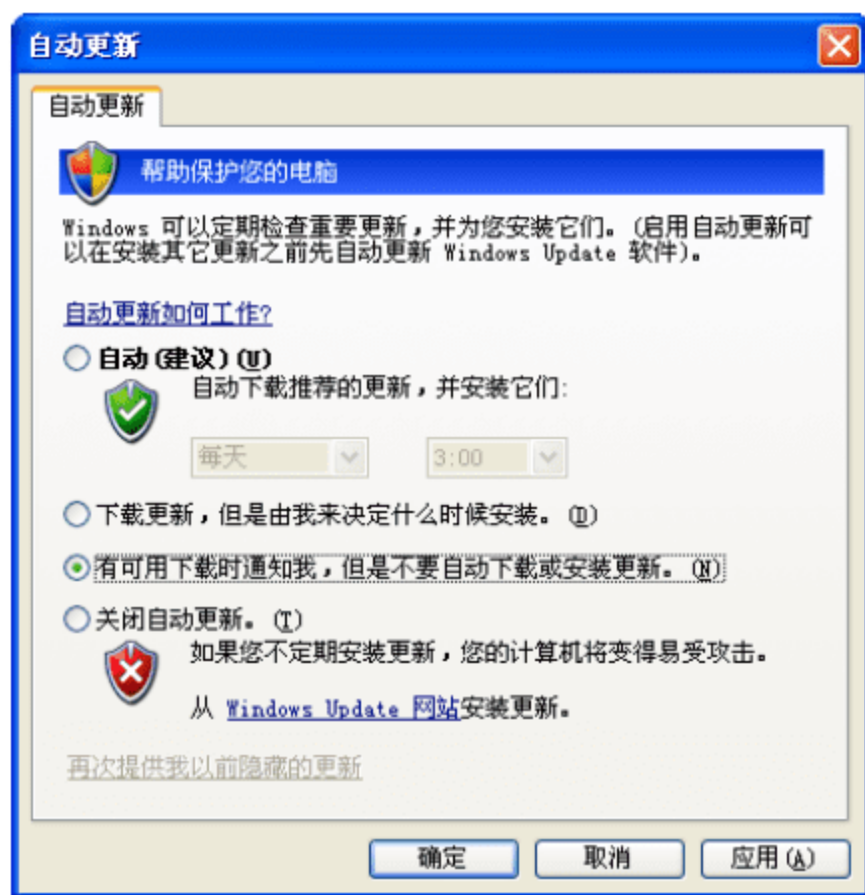 自动更新
自动更新
帮助保护您的电脑
Windows 可以定期检查重要更新，并为您安装它们。(启用自动更新可
以在安装其它更新之前先自动更新 Windows Update 软件)。
自动更新如何工作?
自动(建议)(U)
自动下载推荐的更新，并安装它们:
每天 3:00
下载更新，但是由我来决定什么时候安装。(D)
有可用下载时通知我，但是不要自动下载或安装更新。(N)
关闭自动更新。(T)
如果您不定期安装更新，您的计算机将变得易受攻击。
从 Windows Update 网站安装更新。
再次提供我以前隐藏的更新
确定 取消 应用(A)